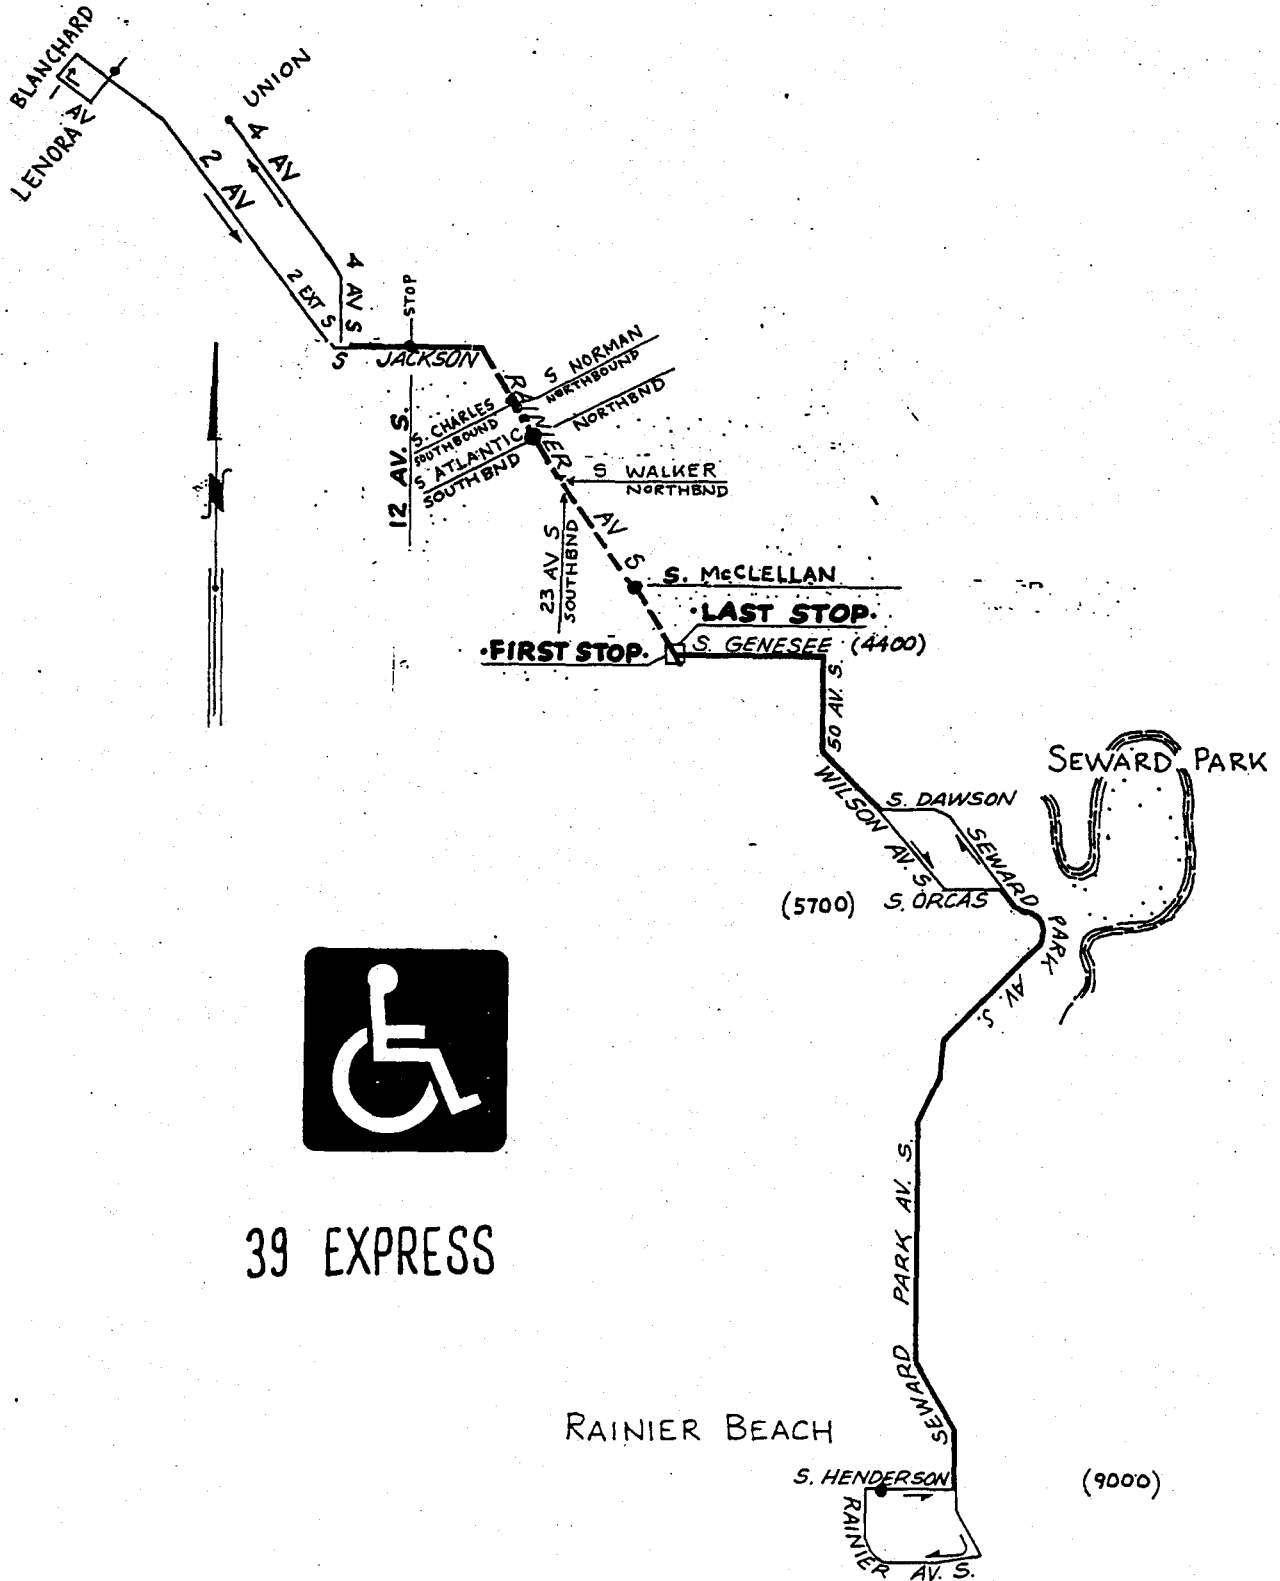 BLANCHARD
LENORA AV
UNION
4 AV
2 AV
2 EXT S
4 AV S
STOP
S JACKSON
12 AV. S.
RAINIER AV S
S NORMAN
NORTHBOUND
NORTHBND
S. CHARLES
SOUTHBOUND
S ATLANTIC
SOUTHBND
S WALKER
NORTHBND
23 AV S
SOUTHBND
S. McCLELLAN
·LAST STOP·
·FIRST STOP·
S. GENESEE (4400)
N
50 AV. S.
WILSON AV. S.
S. DAWSON
SEWARD PARK AV. S.
SEWARD PARK
(5700)
S. ORCAS
39 EXPRESS
SEWARD PARK AV. S.
RAINIER BEACH
S. HENDERSON
(9000)
RAINIER AV. S.